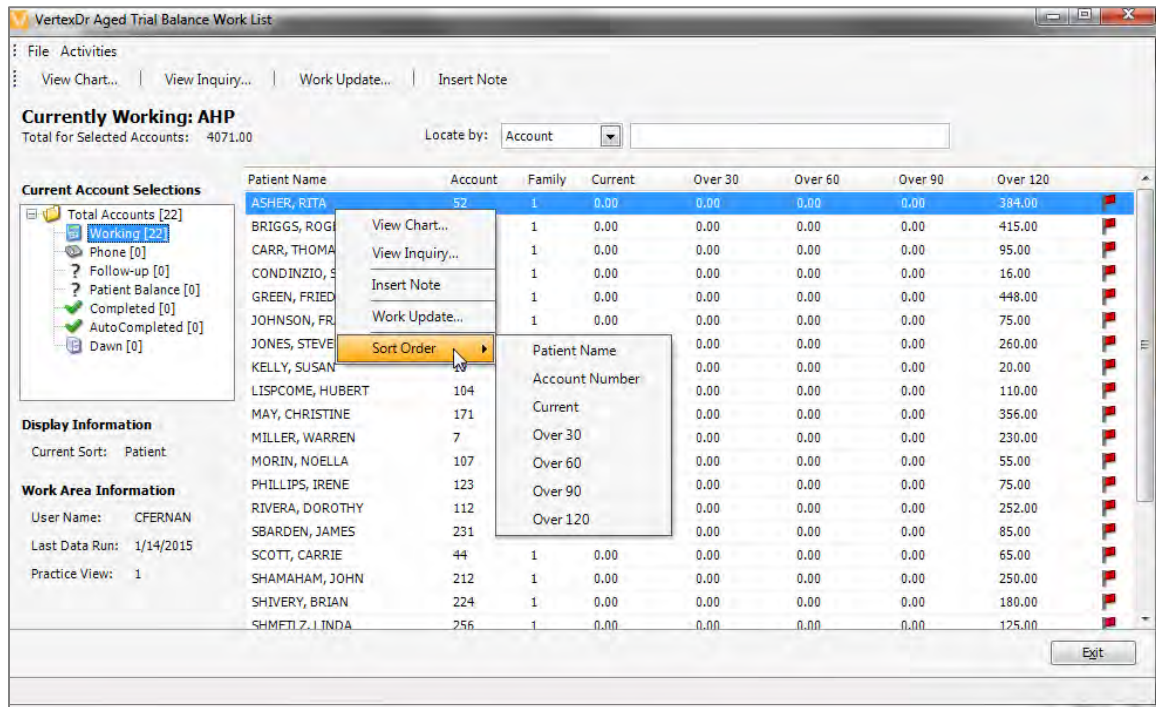 VertexDr Aged Trial Balance Work List
File Activities
View Chart... View Inquiry... Work Update... Insert Note
Currently Working: AHP
Total for Selected Accounts: 4071.00
Locate by: Account
Current Account Selections
Total Accounts [22]
Working [22]
Phone [0]
Follow-up [0]
Patient Balance [0]
Completed [0]
AutoCompleted [0]
Dawn [0]
Display Information
Current Sort: Patient
Work Area Information
User Name: CFERNAN
Last Data Run: 1/14/2015
Practice View: 1
Patient Name Account Family Current Over 30 Over 60 Over 90 Over 120
ASHER, RITA 52 1 0.00 0.00 0.00 0.00 384.00
BRIGGS, ROGE 1 0.00 0.00 0.00 0.00 415.00
CARR, THOMA 1 0.00 0.00 0.00 0.00 95.00
CONDINZIO, S 1 0.00 0.00 0.00 0.00 16.00
GREEN, FRIED 1 0.00 0.00 0.00 0.00 448.00
JOHNSON, FR 1 0.00 0.00 0.00 0.00 75.00
JONES, STEVE 0.00 0.00 0.00 260.00
KELLY, SUSAN 0.00 0.00 0.00 20.00
LISPCOME, HUBERT 104 0.00 0.00 0.00 110.00
MAY, CHRISTINE 171 0.00 0.00 0.00 356.00
MILLER, WARREN 7 0.00 0.00 0.00 230.00
MORIN, NOELLA 107 0.00 0.00 0.00 55.00
PHILLIPS, IRENE 123 0.00 0.00 0.00 75.00
RIVERA, DOROTHY 112 0.00 0.00 0.00 252.00
SBARDEN, JAMES 231 0.00 0.00 0.00 85.00
SCOTT, CARRIE 44 1 0.00 0.00 0.00 0.00 65.00
SHAMAHAM, JOHN 212 1 0.00 0.00 0.00 0.00 250.00
SHIVERY, BRIAN 224 1 0.00 0.00 0.00 0.00 180.00
SHMETLZ, LINDA 256 1 0.00 0.00 0.00 0.00 125.00
View Chart...
View Inquiry...
Insert Note
Work Update...
Sort Order
Patient Name
Account Number
Current
Over 30
Over 60
Over 90
Over 120
Exit